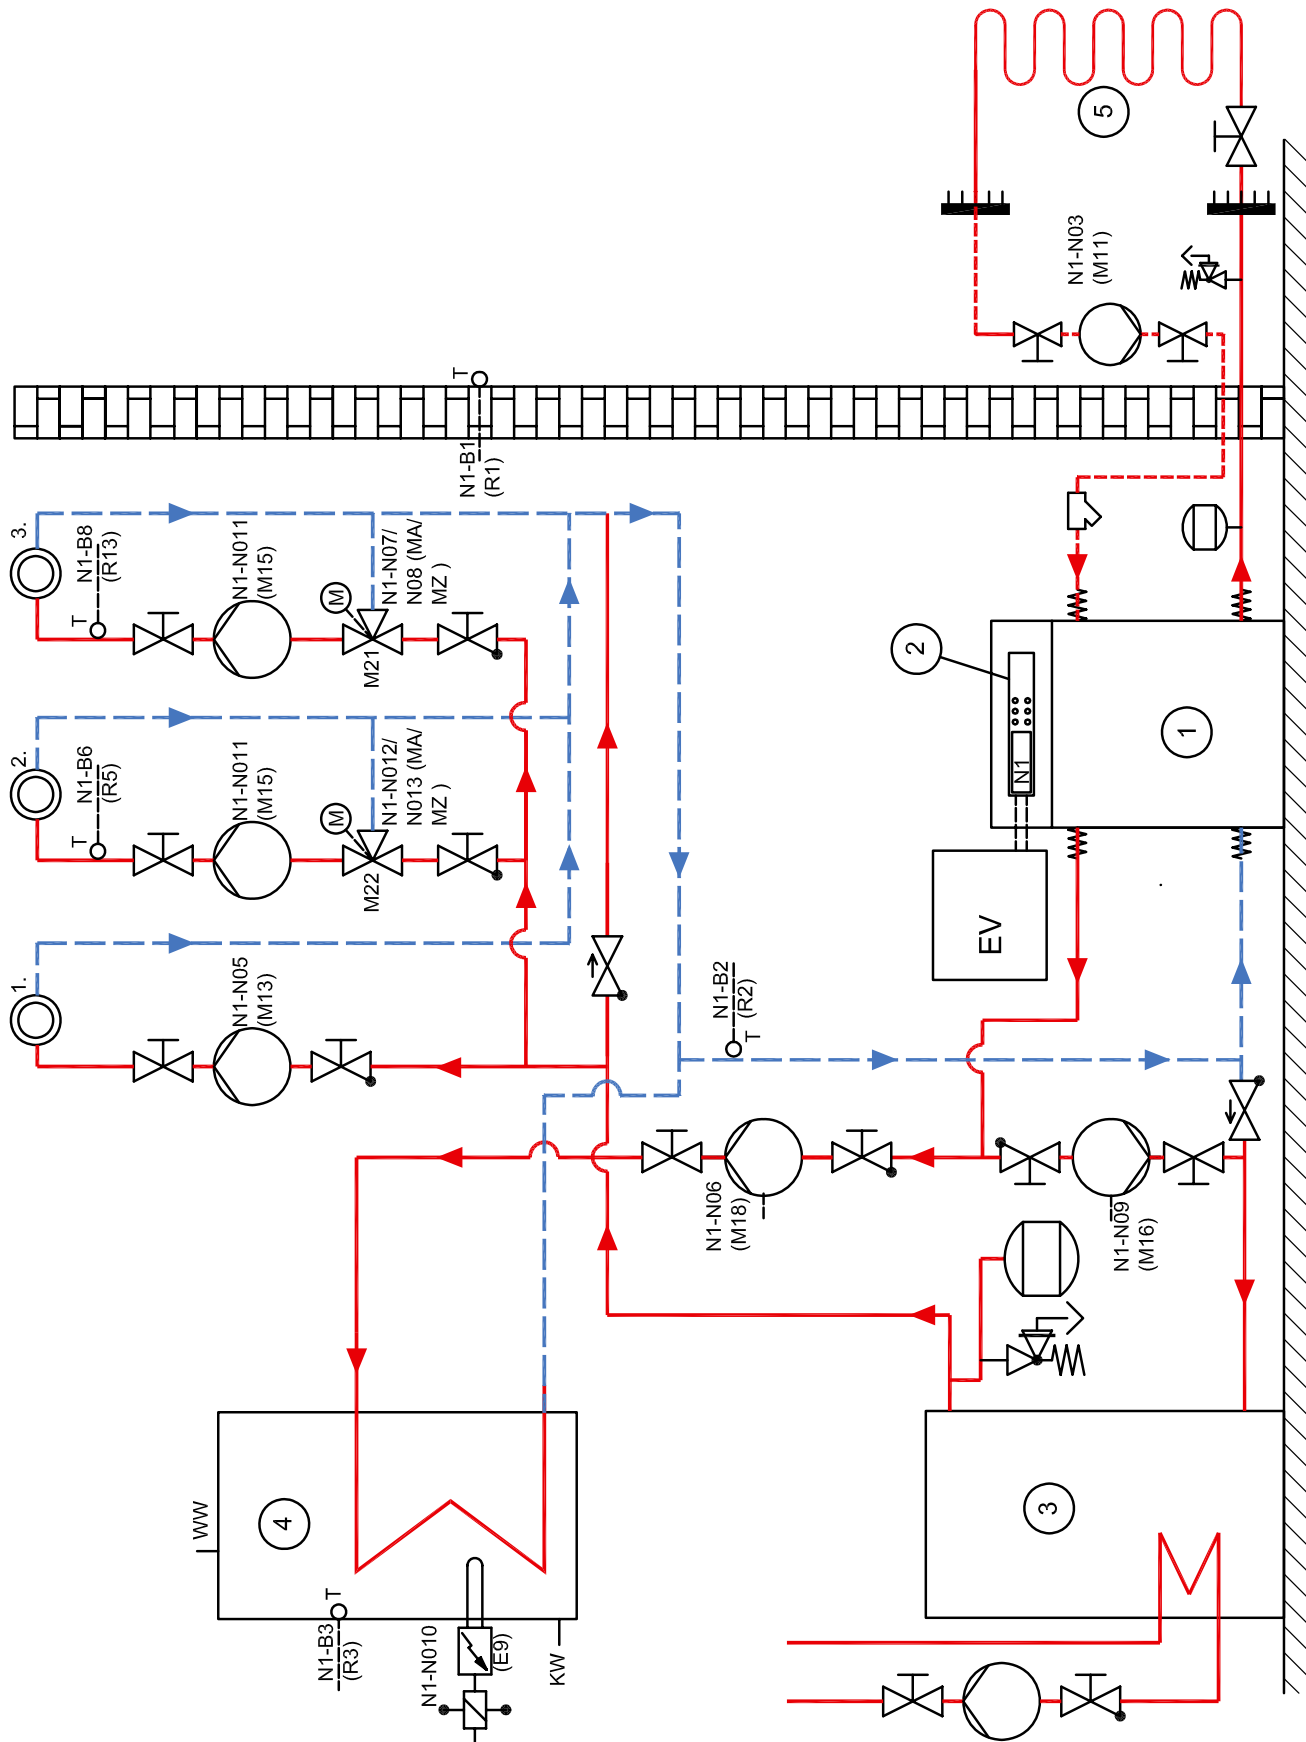 1.
N1-N05
(M13)
2.
T
N1-B6
(R5)
N1-N011
(M15)
M
M22
N1-N012/
N013 (MA/
MZ )
3.
T
N1-B8
(R13)
N1-N011
(M15)
M
M21
N1-N07/
N08 (MA/
MZ )
T
N1-B1
(R1)
N1-N03
(M11)
5
WW
4
T
N1-B3
(R3)
N1-N010
(E9)
KW
N1-N06
(M18)
T
N1-B2
(R2)
N1-N09
(M16)
EV
N1
2
1
3